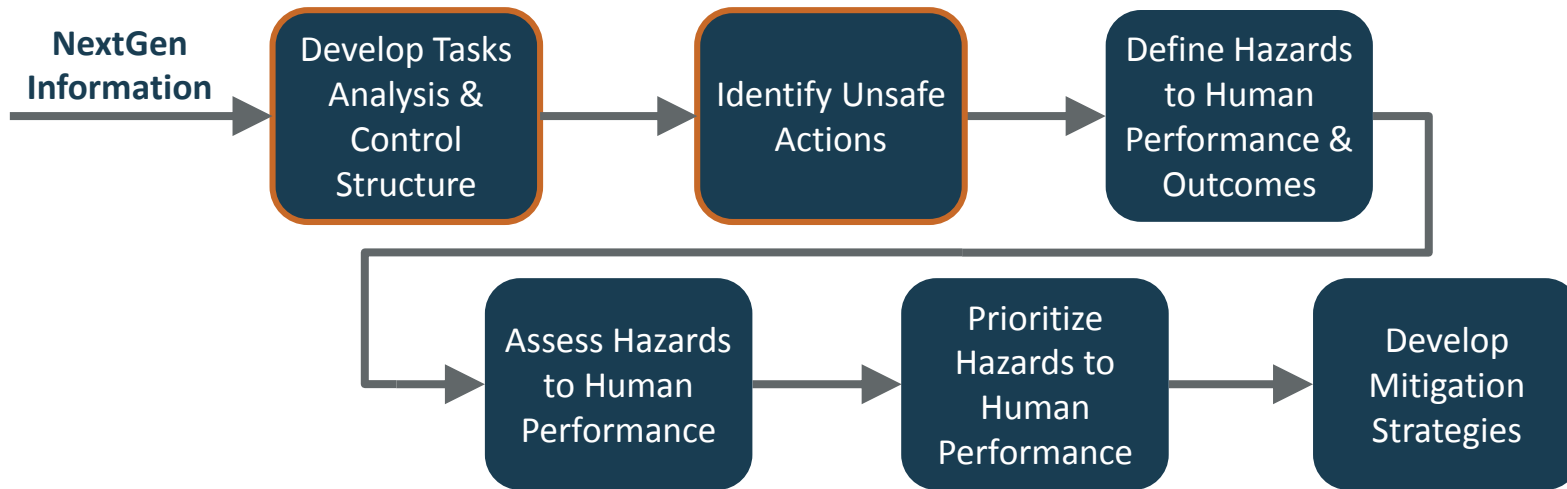 NextGen
Information
Develop Tasks
Analysis &
Control
Structure
Identify Unsafe
Actions
Define Hazards
to Human
Performance &
Outcomes
Assess Hazards
to Human
Performance
Prioritize
Hazards to
Human
Performance
Develop
Mitigation
Strategies